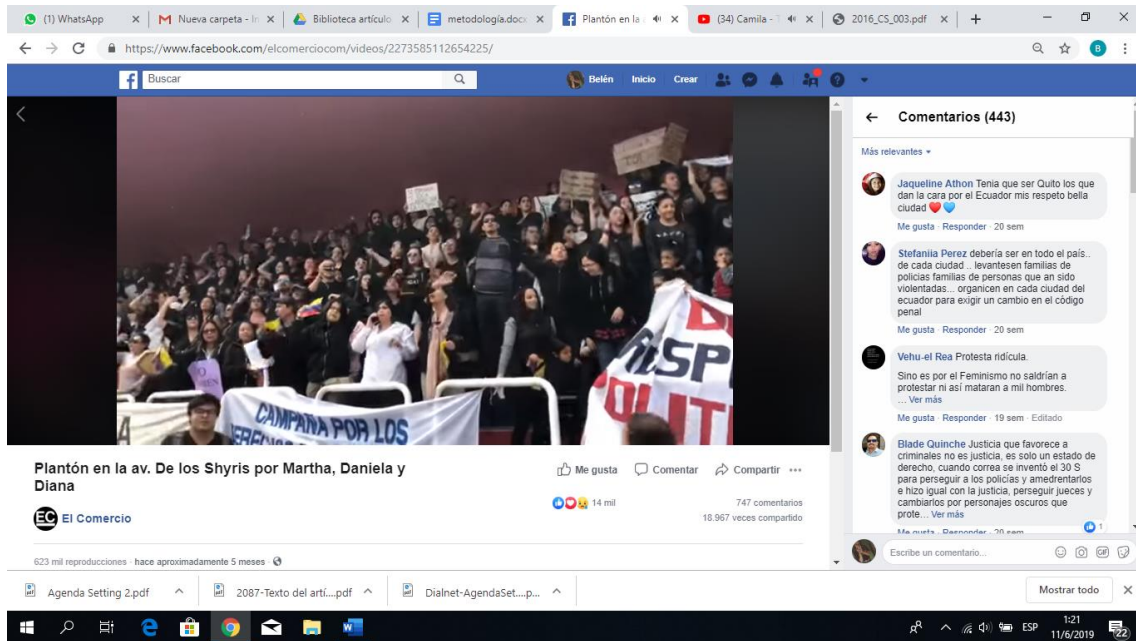 (1) WhatsApp
Nueva carpeta - In
Biblioteca artículo
metodología.docx
Plantón en la
(34) Camila - T
2016_CS_003.pdf
https://www.facebook.com/elcomerciocom/videos/2273585112654225/
B
Buscar
Belén Inicio Crear
CAMPAÑA POR LOS
Plantón en la av. De los Shyris por Martha, Daniela y
Diana
EC El Comercio
623 mil reproducciones · hace aproximadamente 5 meses ·
Me gusta Comentar Compartir
14 mil
747 comentarios
18.967 veces compartido
Comentarios (443)
Más relevantes
Jaqueline Athon Tenia que ser Quito los que
dan la cara por el Ecuador mis respeto bella
ciudad ❤️💙
Me gusta · Responder · 20 sem
Stefaniia Perez debería ser en todo el país..
de cada ciudad .. levantesen familias de
policias familias de personas que an sido
violentadas... organicen en cada ciudad del
ecuador para exigir un cambio en el código
penal
Me gusta · Responder · 20 sem
Vehu-el Rea Protesta ridícula.
Sino es por el Feminismo no saldrían a
protestar ni así mataran a mil hombres.
... Ver más
Me gusta · Responder · 19 sem · Editado
Blade Quinche Justicia que favorece a
criminales no es justicia, es solo un estado de
derecho, cuando correa se inventó el 30 S
para perseguir a los policías y amedrentarlos
e hizo igual con la justicia, perseguir jueces y
cambiarlos por personajes oscuros que
prote... Ver más
1
Me gusta · Responder · 20 sem
Escribe un comentario...
GIF
Agenda Setting 2.pdf
2087-Texto del artí....pdf
Dialnet-AgendaSet....p...
Mostrar todo
ESP
1:21
11/6/2019
22